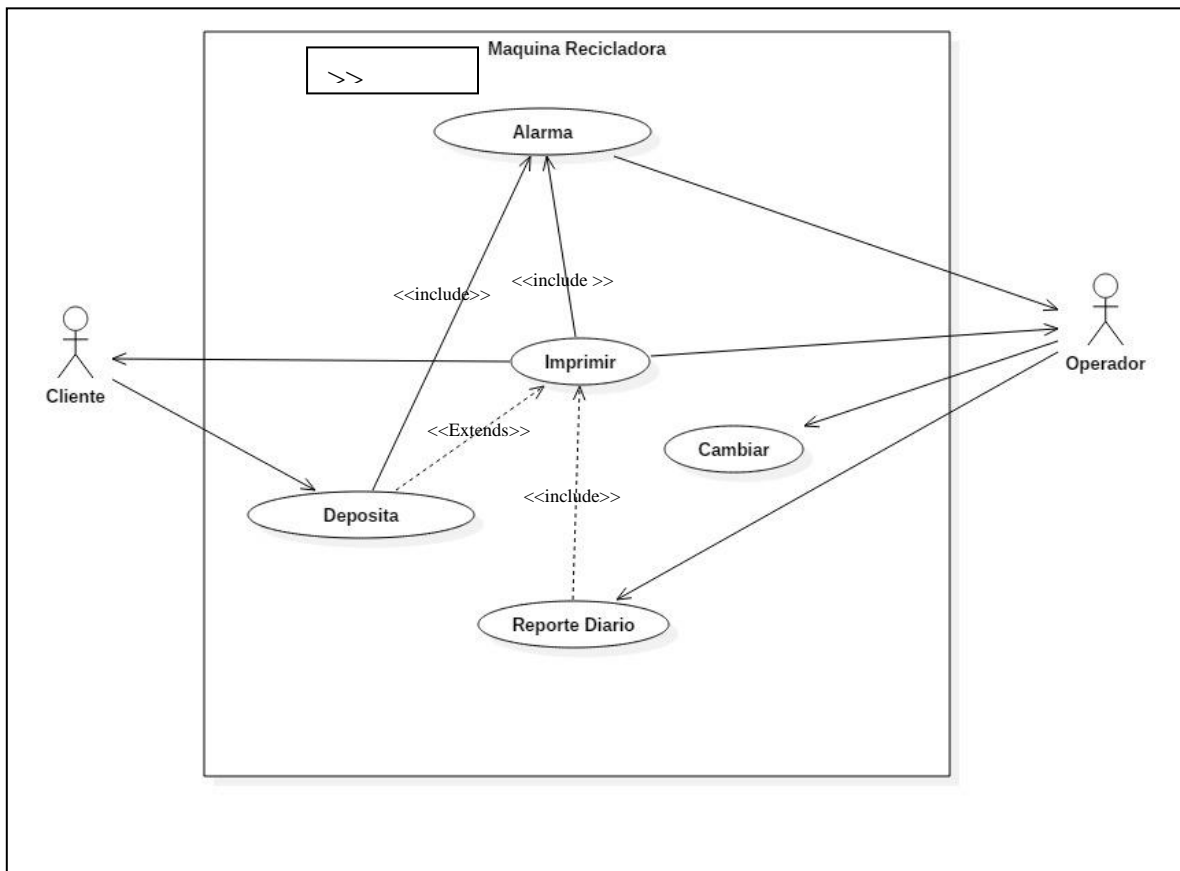 Maquina Recicladora
>>
Alarma
<<include>>
<<include >>
Imprimir
Cliente
Operador
<<Extends>>
Cambiar
<<include>>
Deposita
Reporte Diario